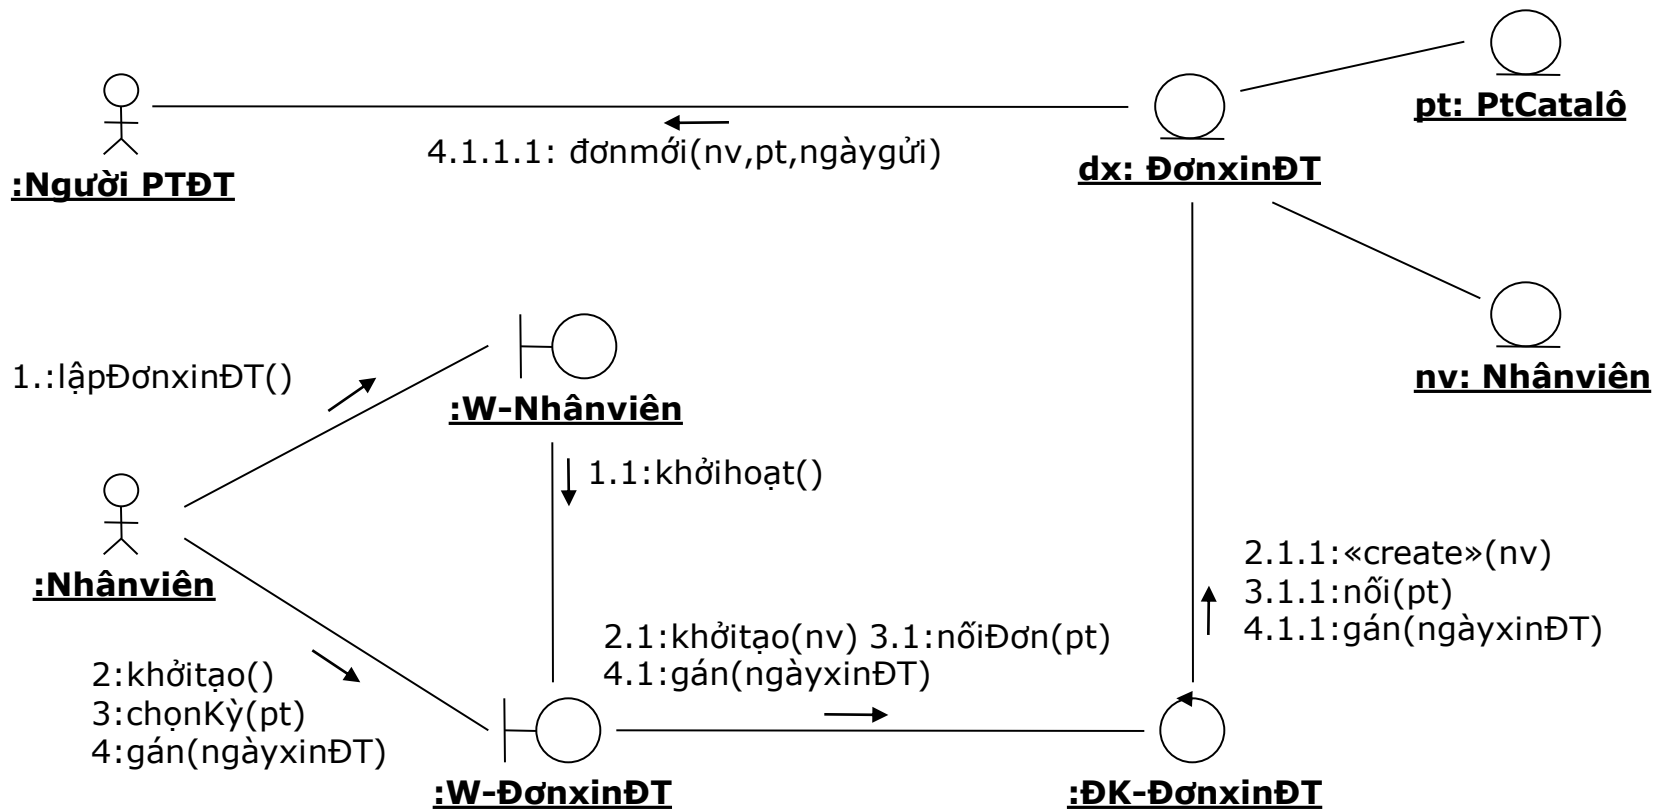 pt: PtCatalô
4.1.1.1: đơnmới(nv,pt,ngàygửi)
:Người PTĐT
dx: ĐơnxinĐT
1.:lậpĐơnxinĐT()
:W-Nhânviên
nv: Nhânviên
1.1:khởihoạt()
:Nhânviên
2.1.1:«create»(nv)
3.1.1:nối(pt)
4.1.1:gán(ngàyxinĐT)
2.1:khởitạo(nv) 3.1:nốiĐơn(pt)
4.1:gán(ngàyxinĐT)
2:khởitạo()
3:chọnKỳ(pt)
4:gán(ngàyxinĐT)
:W-ĐơnxinĐT
:ĐK-ĐơnxinĐT